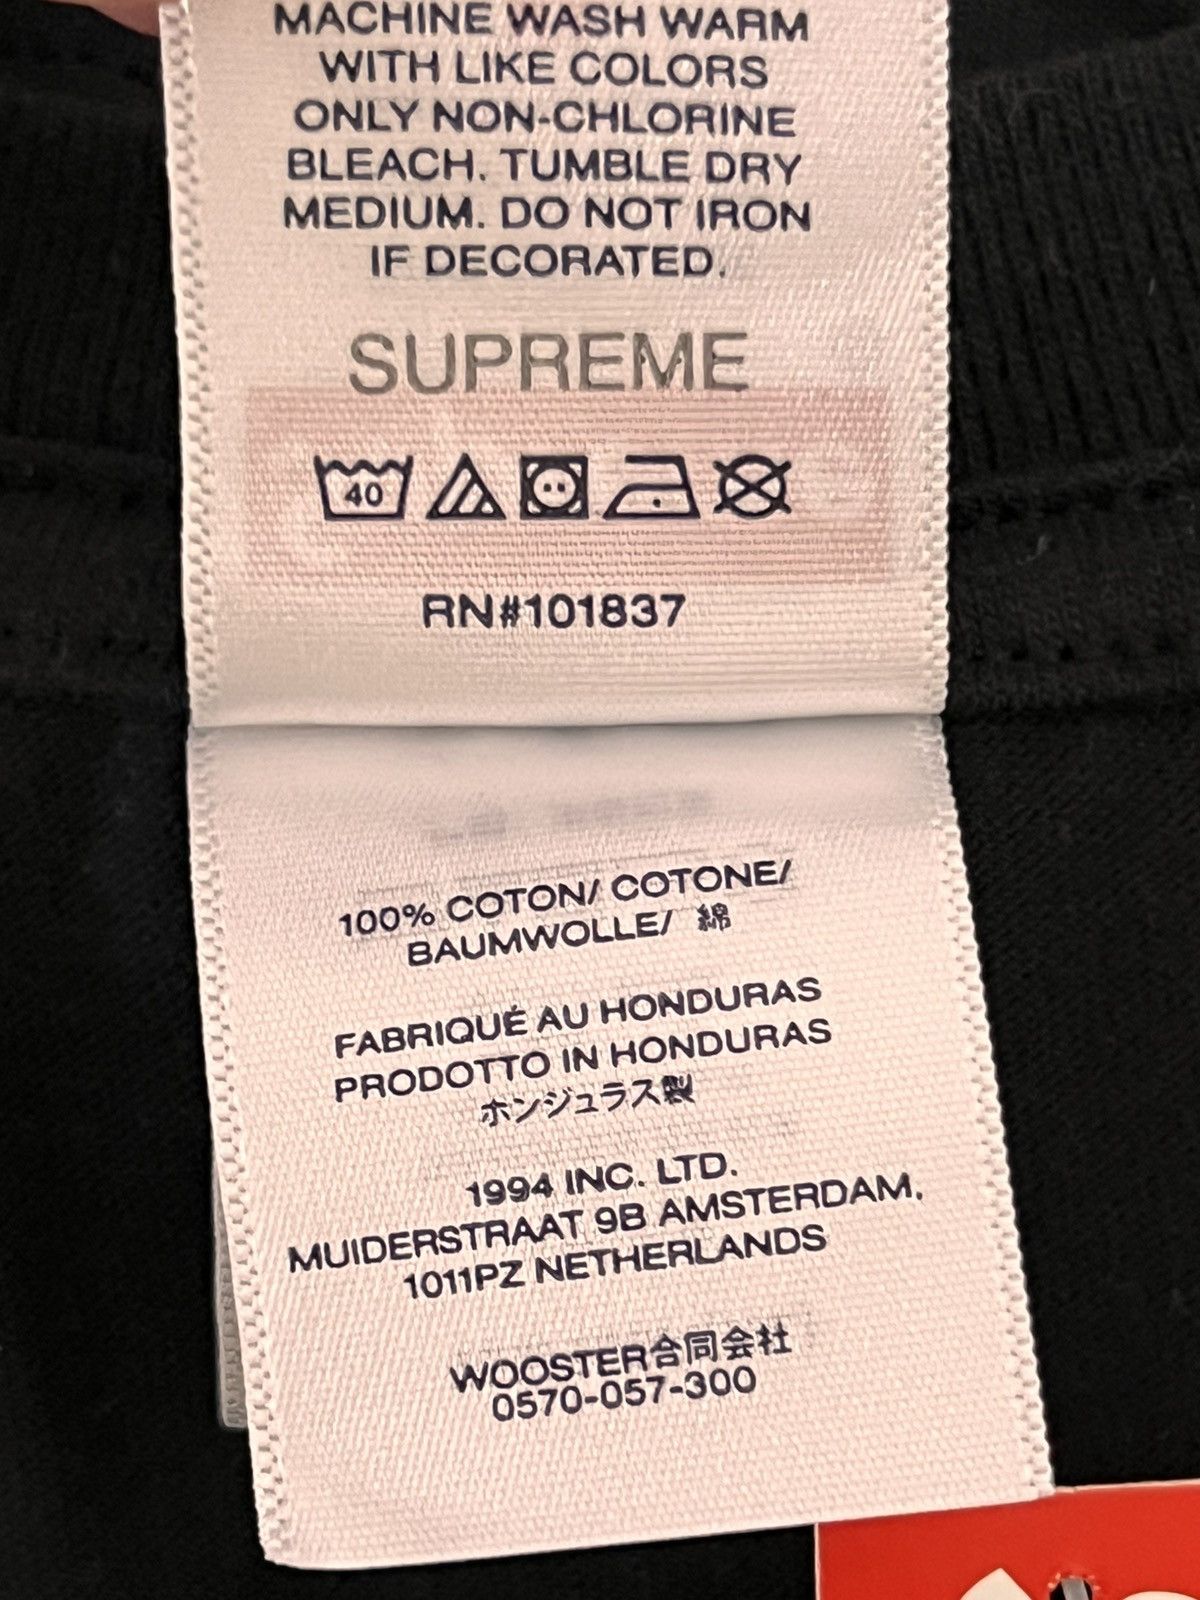 MACHINE WASH WARM
WITH LIKE COLORS
ONLY NON-CHLORINE
BLEACH. TUMBLE DRY
MEDIUM. DO NOT IRON
IF DECORATED.
SUPREME
40
RN#101837
100% COTON/ COTONE/
BAUMWOLLE/ 綿
FABRIQUÉ AU HONDURAS
PRODOTTO IN HONDURAS
ホンジュラス製
1994 INC. LTD.
MUIDERSTRAAT 9B AMSTERDAM,
1011PZ NETHERLANDS
WOOSTER合同会社
0570-057-300